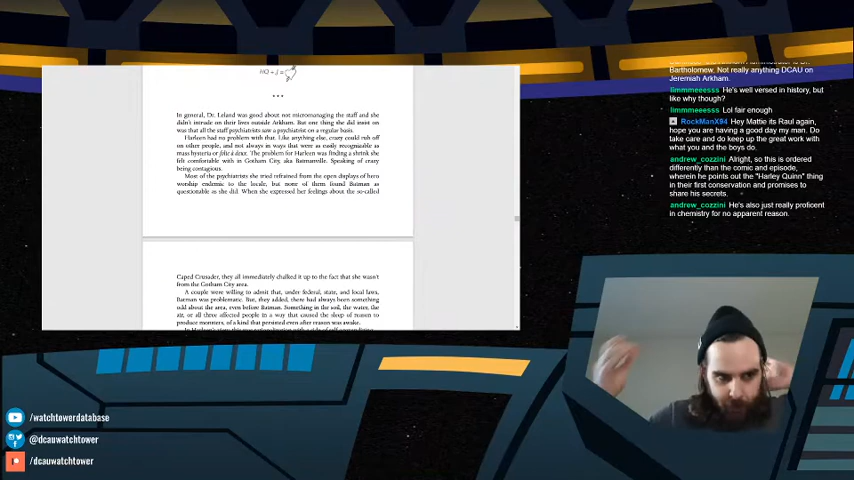 HQ + J =
* * *
In general, Dr. Leland was good about not micromanaging the staff and she
didn't intrude on their lives outside Arkham. But one thing she did insist on
was that all the staff psychiatrists saw a psychiatrist on a regular basis.
Harleen had no problem with that. Like anything else, crazy could rub off
on other people, and not always in ways that were as easily recognisable as
mass hysteria or folie à deux. The problem for Harleen was finding a shrink she
felt comfortable with in Gotham City, aka Batmanville. Speaking of crazy
being contagious.
Most of the psychiatrists she tried refrained from the open displays of hero
worship endemic to the locale, but none of them found Batman as
questionable as she did. When she expressed her feelings about the so-called
Caped Crusader, they all immediately chalked it up to the fact that she wasn't
from the Gotham City area.
A couple were willing to admit that, under federal, state, and local laws,
Batman was problematic. But, they added, there had always been something
odd about the area, even before Batman. Something in the soil, the water, the
air, or all three affected people in a way that caused the sleep of reason to
produce monsters, of a kind that persisted even after reason was awake.
Bartholomew. Not really anything DCAU on
Jeremiah Arkham.
limmmeeesss He's well versed in history, but
like why though?
limmmeeesss Lol fair enough
RockManX94 Hey Mattie its Raul again,
hope you are having a good day my man. Do
take care and do keep up the great work with
what you and the boys do.
andrew_cozzini Alright, so this is ordered
differently than the comic and episode,
wherein he points out the "Harley Quinn" thing
in their first conservation and promises to
share his secrets.
andrew_cozzini He's also just really proficient
in chemistry for no apparent reason.
/watchtowerdatabase
@dcauwatchtower
/dcauwatchtower